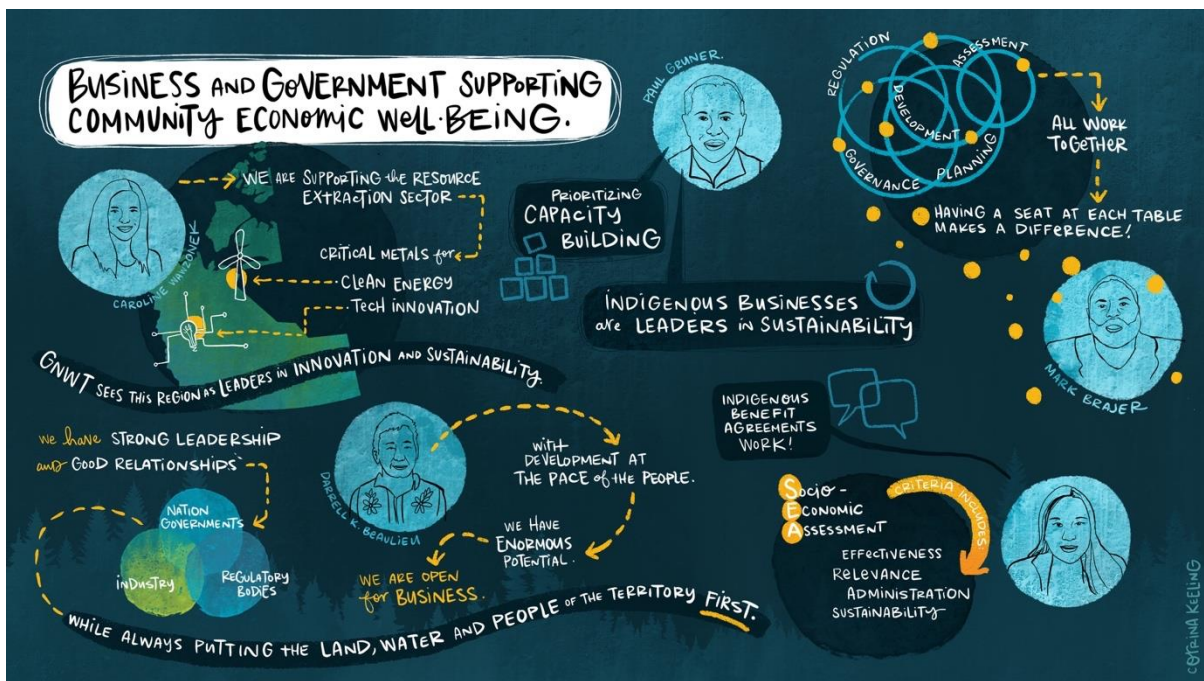 BUSINESS AND GOVERNMENT SUPPORTING
COMMUNITY ECONOMIC WELL-BEING.
CAROLINE WAWZONEK
WE ARE SUPPORTING the RESOURCE
EXTRACTION SECTOR
CRITICAL METALS for
CLEAN ENERGY
TECH INNOVATION
GNWT SEES THIS REGION AS LEADERS IN INNOVATION AND SUSTAINABILITY.
PAUL GRUNER.
PRIORITIZING
CAPACITY
BUILDING
INDIGENOUS BUSINESSES
are LEADERS IN SUSTAINABILITY
REGULATION
ASSESSMENT
DEVELOPMENT
GOVERNANCE
PLANNING
ALL WORK
TOGETHER
HAVING A SEAT AT EACH TABLE
MAKES A DIFFERENCE!
MARK BRAJER
we have STRONG LEADERSHIP
and GOOD RELATIONSHIPS
NATION
GOVERNMENTS
INDUSTRY
REGULATORY
BODIES
DARRELL K. BEAULIEU
WITH
DEVELOPMENT AT
THE PACE OF the PEOPLE.
WE HAVE
ENORMOUS
POTENTIAL.
WE ARE OPEN
for BUSINESS.
WHILE ALWAYS PUTTING THE LAND, WATER AND PEOPLE OF THE TERRITORY FIRST.
INDIGENOUS
BENEFIT
AGREEMENTS
WORK!
SOCIO-
ECONOMIC
ASSESSMENT
CRITERIA INCLUDES:
EFFECTIVENESS
RELEVANCE
ADMINISTRATION
SUSTAINABILITY
COTRINA KEELING